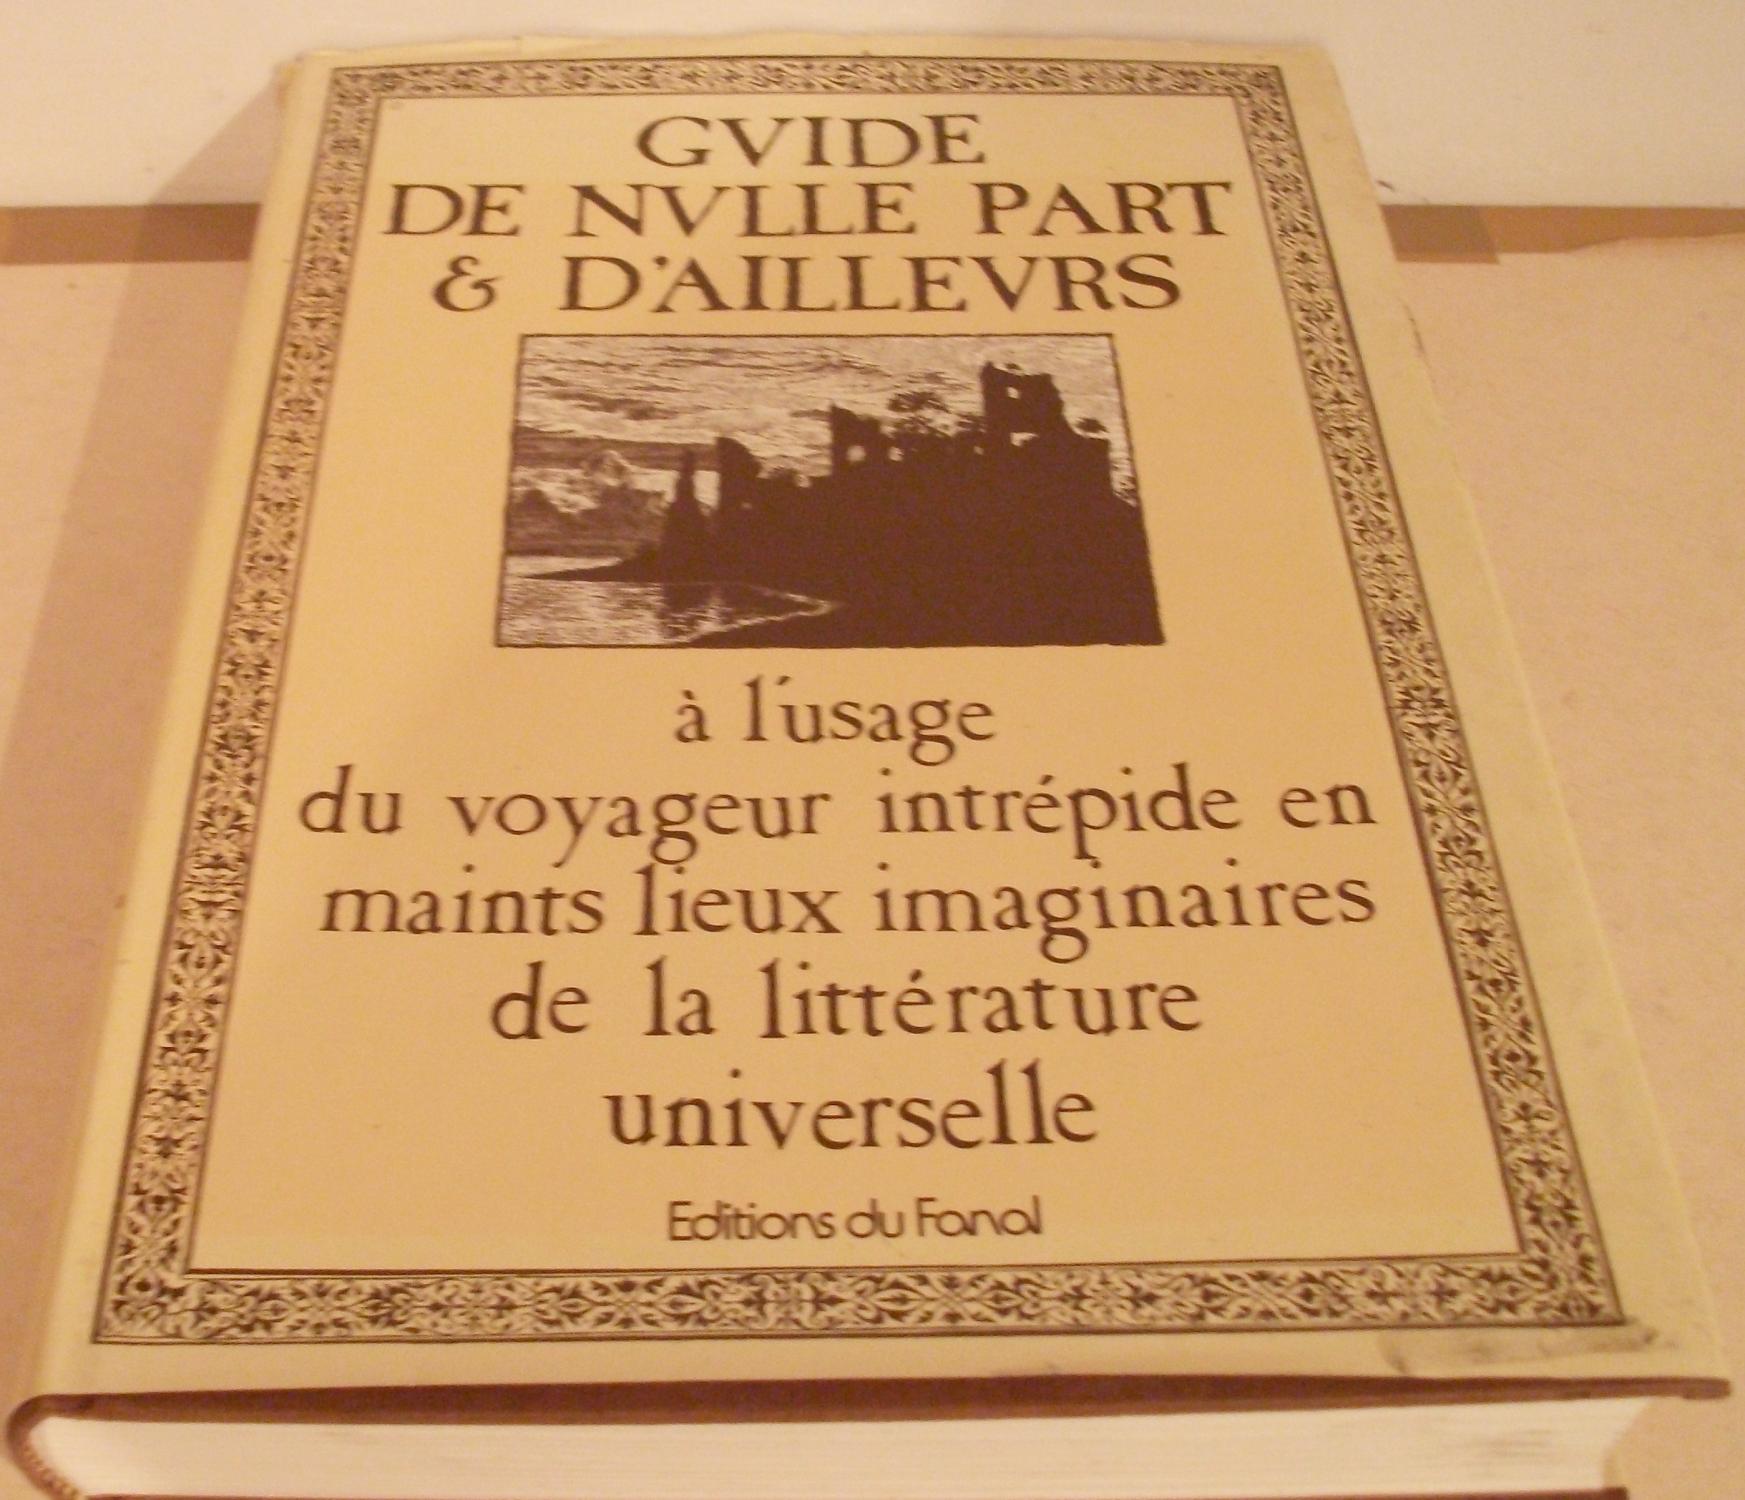 GVIDE
DE NVLLE PART
& D'AILLEVRS
à l'usage
du voyageur intrépide en
maints lieux imaginaires
de la littérature
universelle
Editions du Fanal